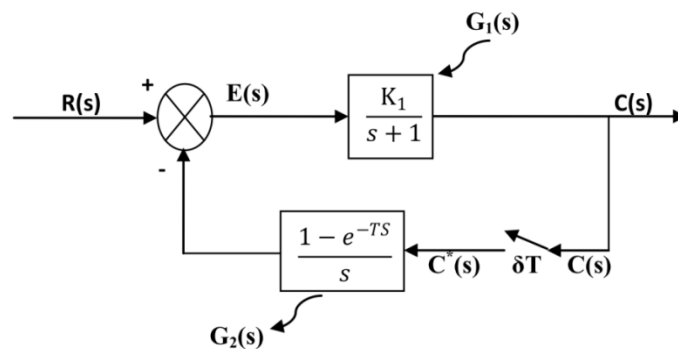 G₁(s)
+
R(s)
E(s)
K₁
s + 1
C(s)
-
1 − e⁻ᵀˢ
s
C*(s)
δT
C(s)
G₂(s)